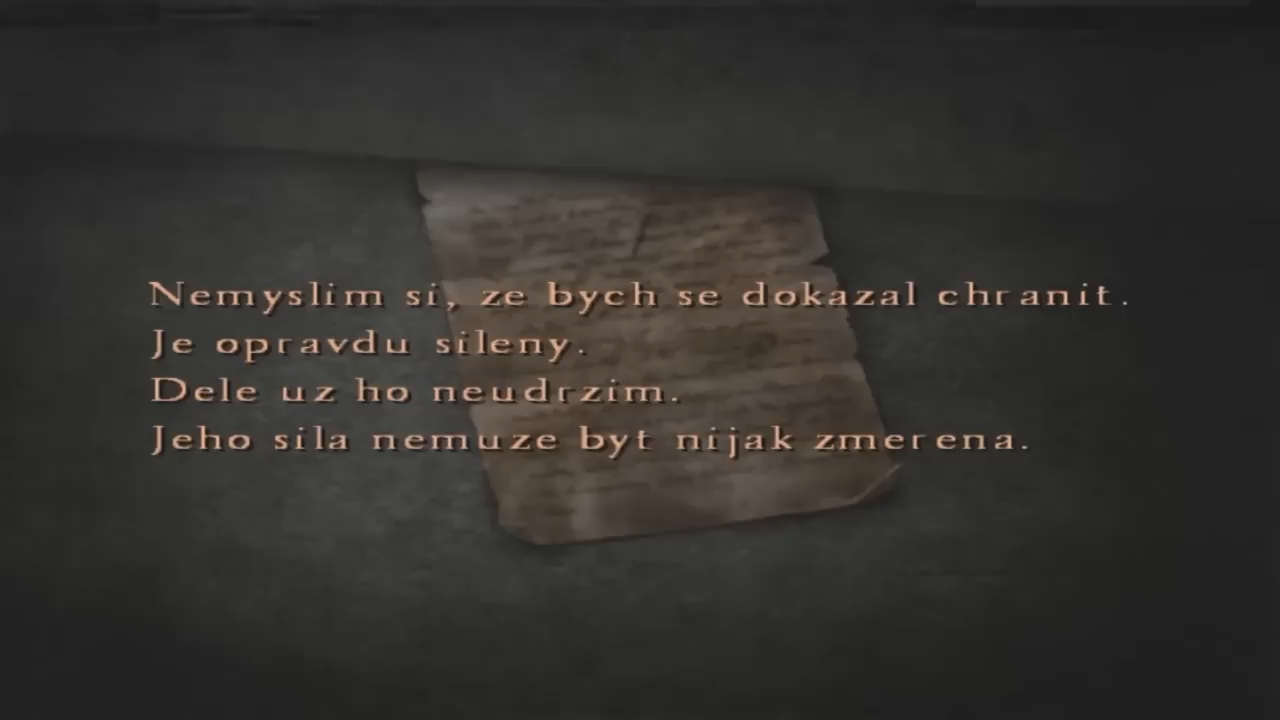 Nemyslim si, ze bych se dokazal chranit.
Je opravdu sileny.
Dele uz ho neudrzim.
Jeho sila nemuze byt nijak zmerena.